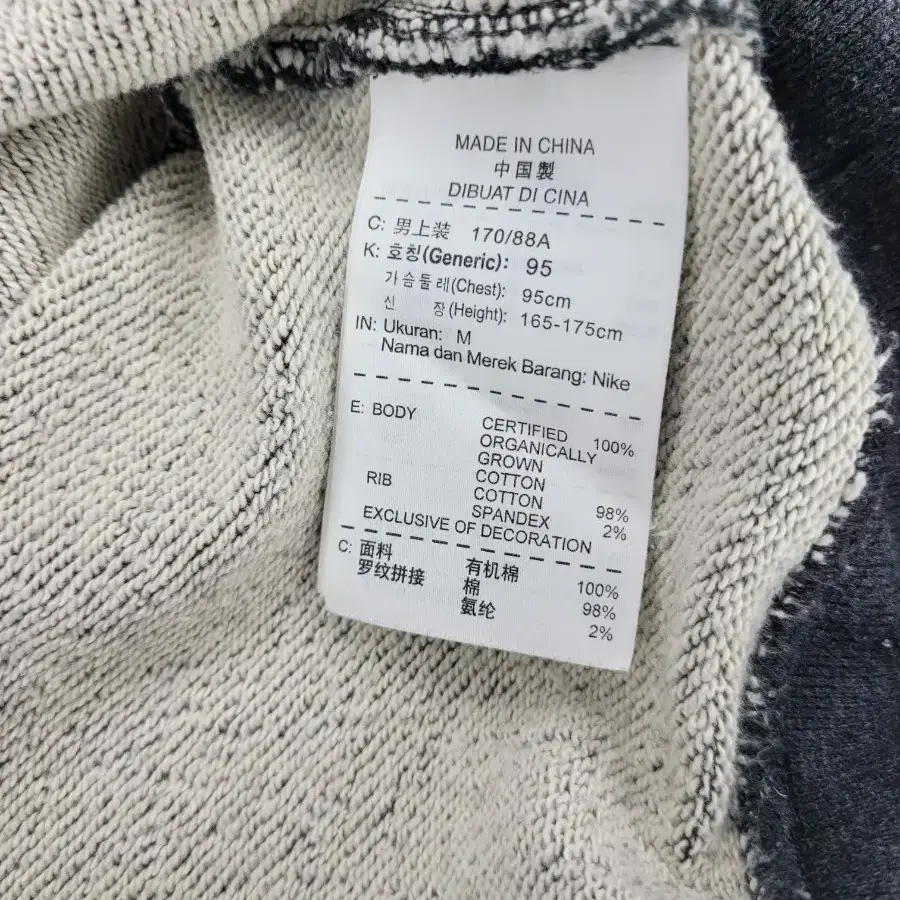 MADE IN CHINA
中国製
DIBUAT DI CINA
C: 男上装 170/88A
K: 호칭(Generic): 95
가슴둘레(Chest): 95cm
신 장(Height): 165-175cm
IN: Ukuran: M
Nama dan Merek Barang: Nike
E: BODY CERTIFIED 100%
ORGANICALLY
GROWN
COTTON
RIB COTTON 98%
SPANDEX 2%
EXCLUSIVE OF DECORATION
C: 面料 有机棉 100%
罗纹拼接 棉 98%
氨纶 2%